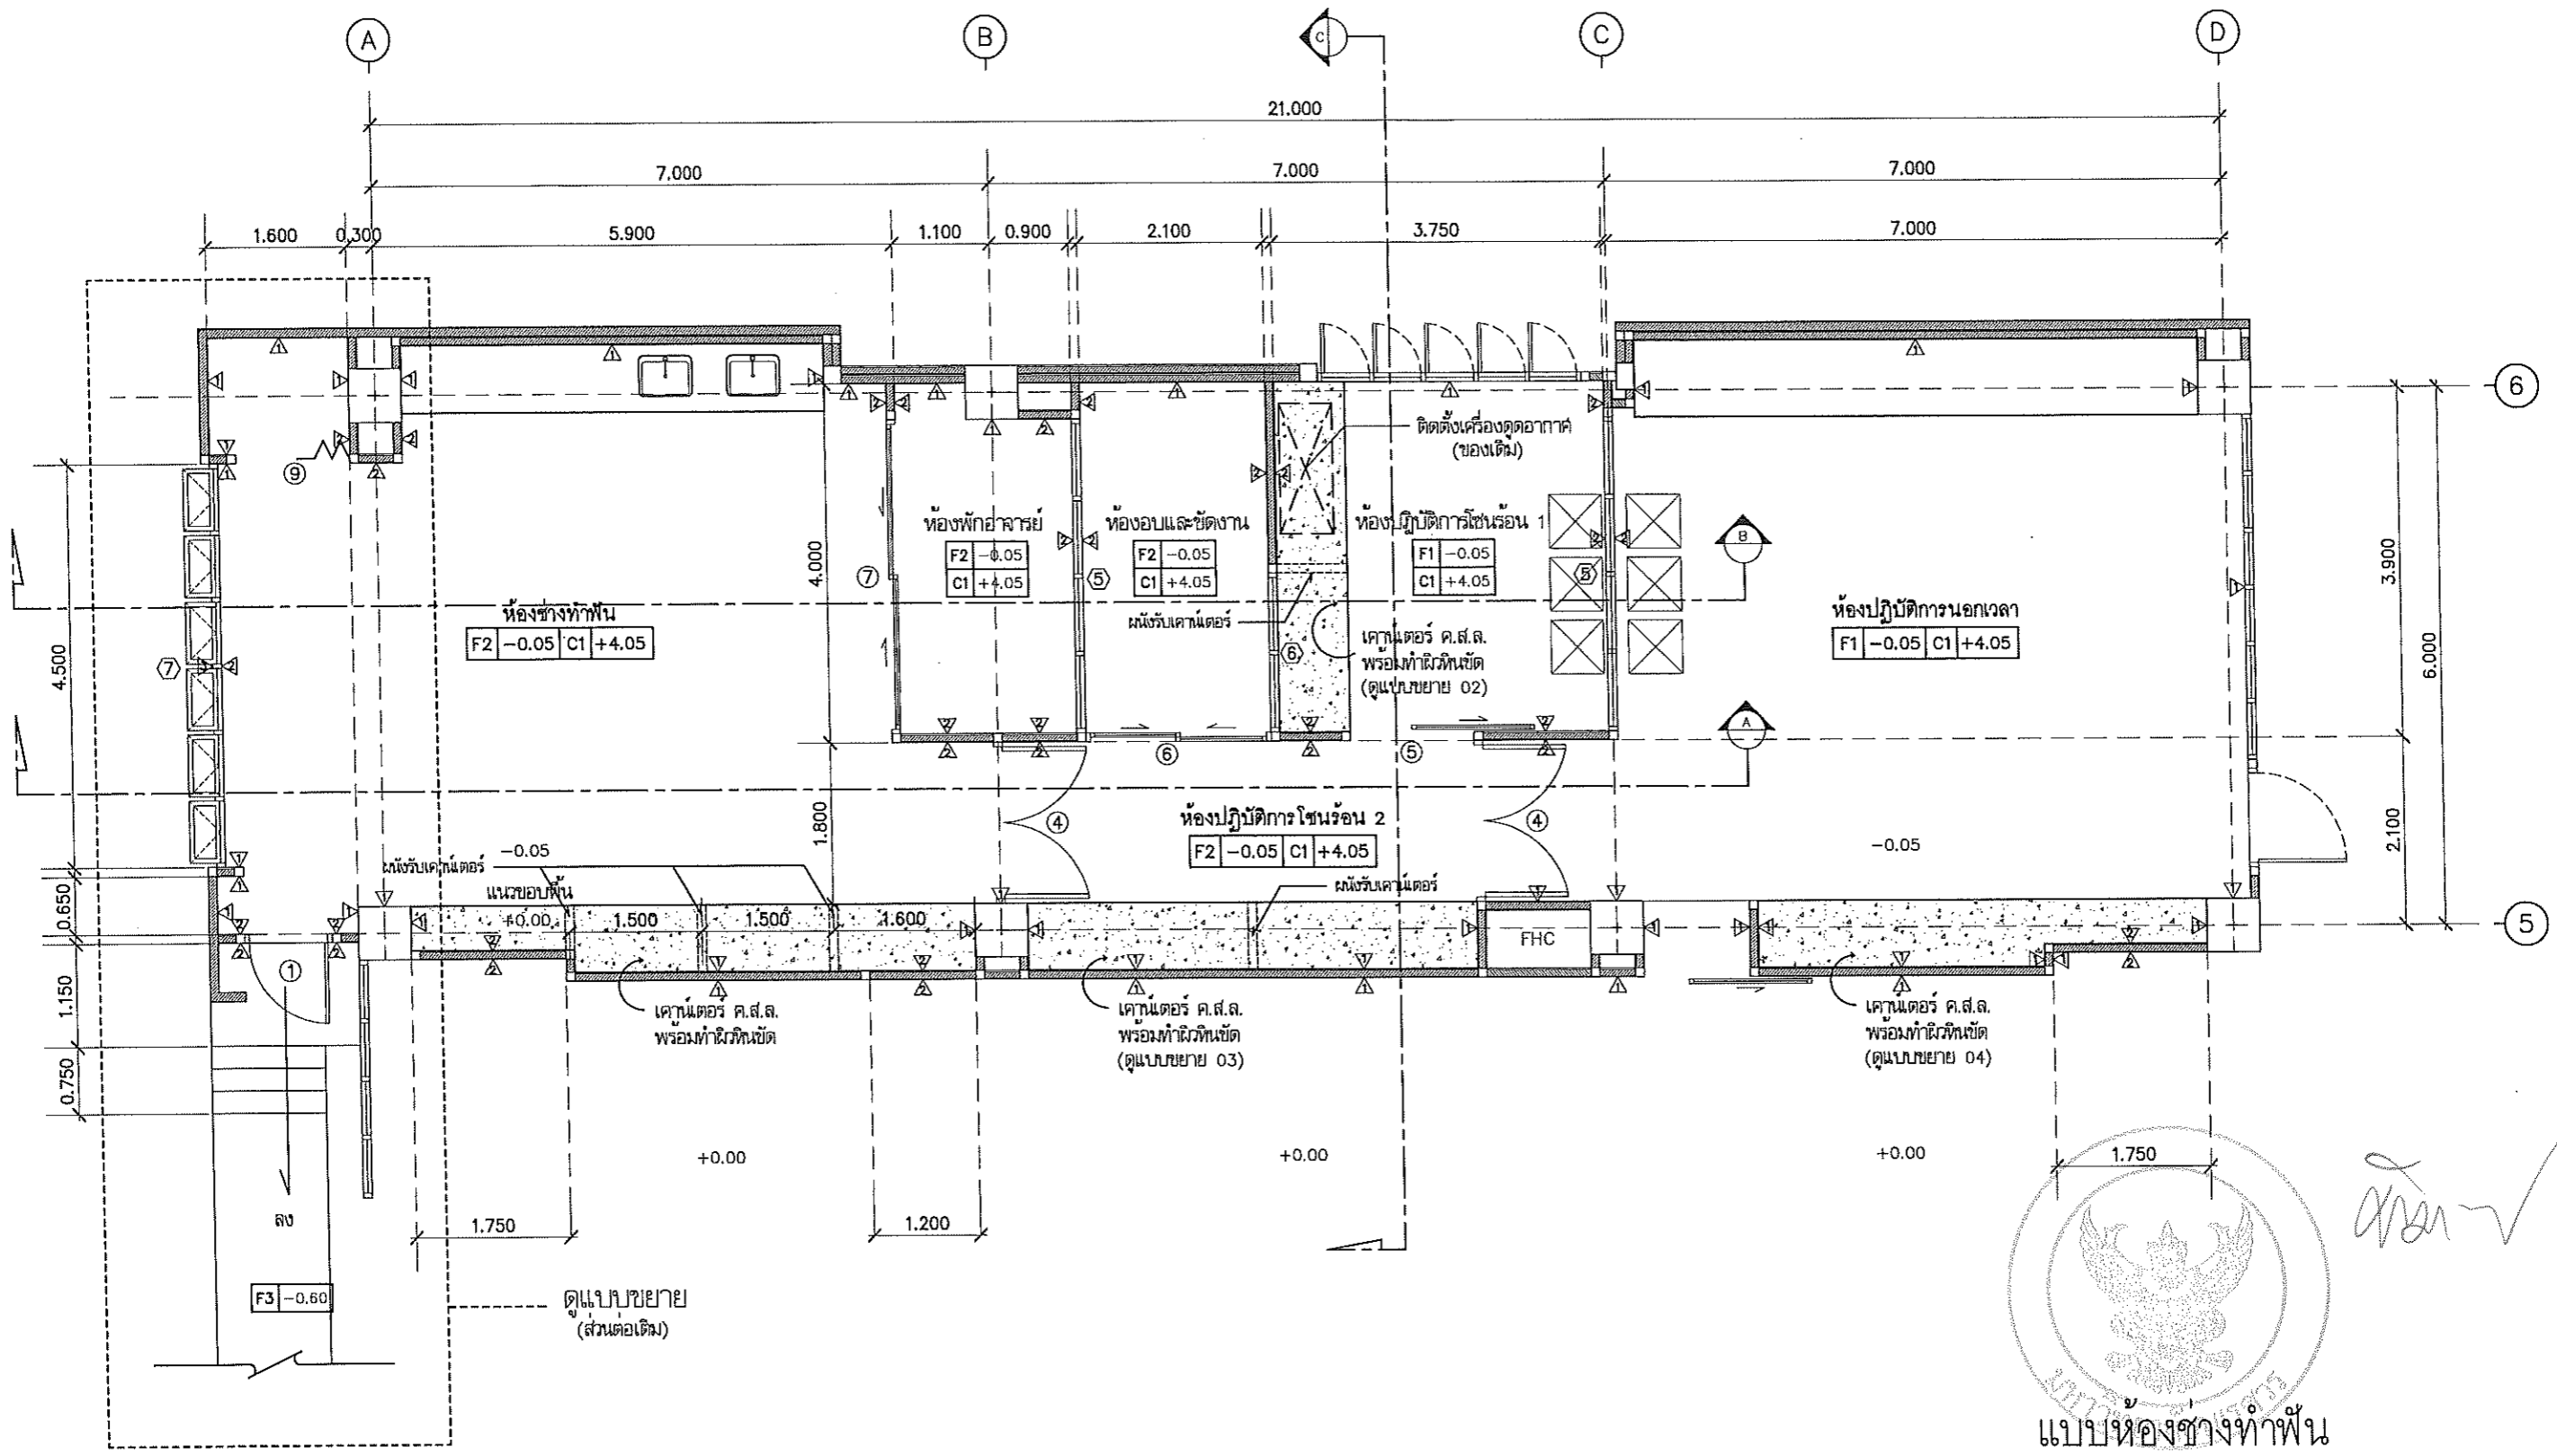 A
B
C
C
D
21.000
7.000
7.000
7.000
1.600
0.300
5.900
1.100
0.900
2.100
3.750
7.000
6
ติดตั้งเครื่องดูดอากาศ
(ของเดิม)
9
ห้องพักอาจารย์
F2 -0.05
C1 +4.05
ห้องอบและขัดงาน
F2 -0.05
C1 +4.05
ห้องปฏิบัติการโซนร้อน 1
F1 -0.05
C1 +4.05
B
4.000
7
5
5
3.900
ห้องช่างทำฟัน
F2 -0.05 C1 +4.05
ผนังรับเคาน์เตอร์
เคาน์เตอร์ ค.ส.ล.
พร้อมทำผิวหินขัด
(ดูแบบขยาย 02)
6
ห้องปฏิบัติการนอกเวลา
F1 -0.05 C1 +4.05
4.500
7
6.000
A
6
5
1.800
4
ห้องปฏิบัติการโซนร้อน 2
F2 -0.05 C1 +4.05
4
-0.05
2.100
-0.05
ผนังรับเคาน์เตอร์
แนวขอบพื้น
ผนังรับเคาน์เตอร์
0.650
+0.00
1.500
1.500
1.600
FHC
5
1
1.150
เคาน์เตอร์ ค.ส.ล.
พร้อมทำผิวหินขัด
เคาน์เตอร์ ค.ส.ล.
พร้อมทำผิวหินขัด
(ดูแบบขยาย 03)
เคาน์เตอร์ ค.ส.ล.
พร้อมทำผิวหินขัด
(ดูแบบขยาย 04)
0.750
+0.00
+0.00
+0.00
1.750
ลง
1.750
1.200
F3 -0.60
ดูแบบขยาย
(ส่วนต่อเติม)
แบบห้องช่างทำฟัน